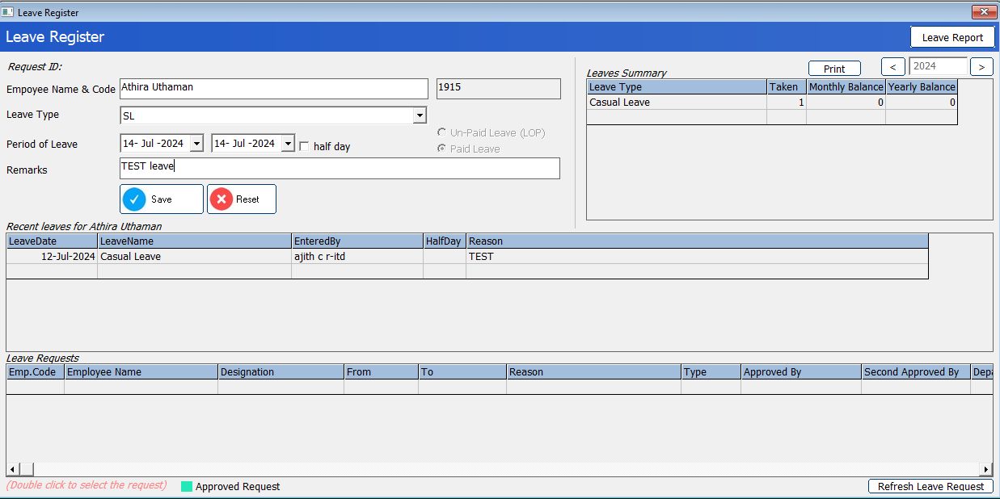 Leave Register
Leave Register
Leave Report
Request ID:
Empoyee Name & Code Athira Uthaman 1915
Leave Type SL
Un-Paid Leave (LOP)
Paid Leave
Period of Leave 14- Jul -2024 14- Jul -2024 half day
Remarks TEST leave
Save Reset
Leaves Summary Print < 2024 >
Leave Type Taken Monthly Balance Yearly Balance
Casual Leave 1 0 0
Recent leaves for Athira Uthaman
LeaveDate LeaveName EnteredBy HalfDay Reason
12-Jul-2024 Casual Leave ajith c r-itd TEST
Leave Requests
Emp.Code Employee Name Designation From To Reason Type Approved By Second Approved By Depa
(Double click to select the request) Approved Request Refresh Leave Request